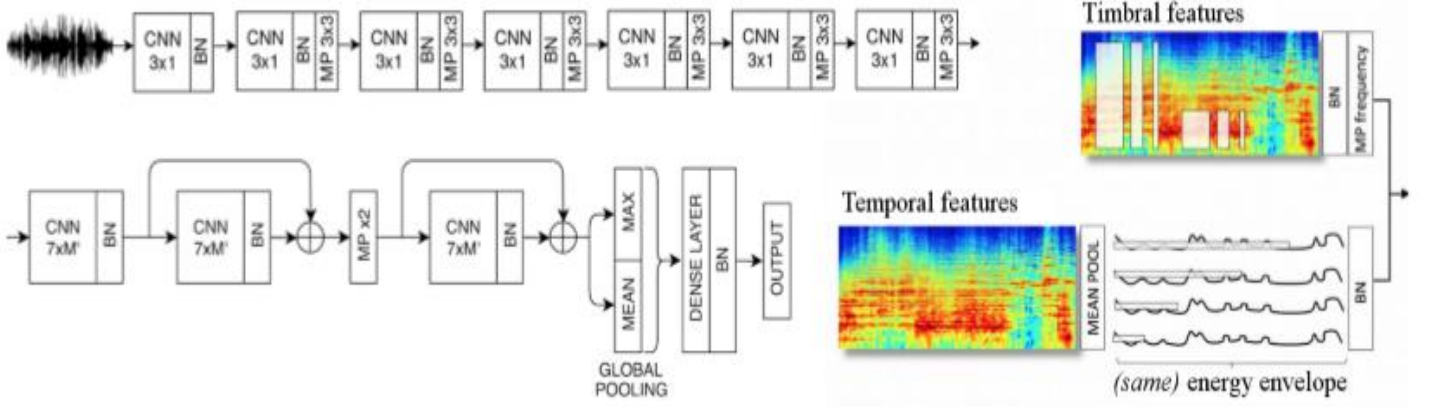 CNN 3x1 BN
CNN 3x1 BN MP 3x3
CNN 3x1 BN MP 3x3
CNN 3x1 BN MP 3x3
CNN 3x1 BN MP 3x3
CNN 3x1 BN MP 3x3
CNN 3x1 BN MP 3x3
Timbral features
BN
MP frequency
CNN 7xM' BN
CNN 7xM' BN
MP x2
CNN 7xM' BN
MAX
MEAN
GLOBAL
POOLING
DENSE LAYER
BN
OUTPUT
Temporal features
MEAN POOL
BN
(same) energy envelope